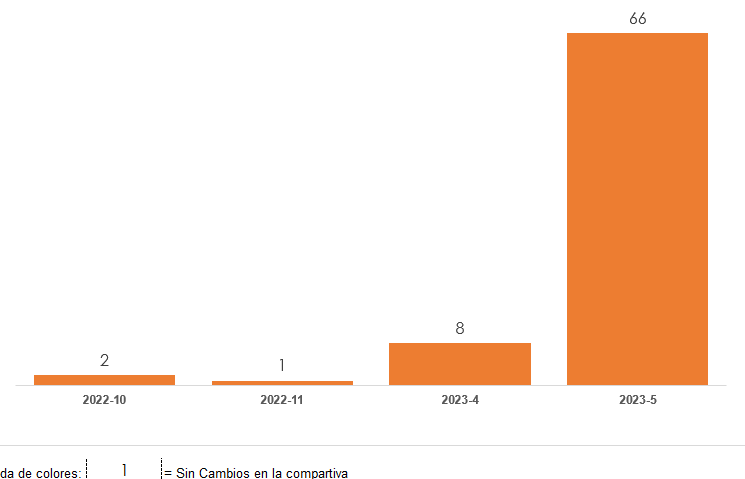 66
8
2
1
2022-10 2022-11 2023-4 2023-5
da de colores: 1 = Sin Cambios en la compartiva